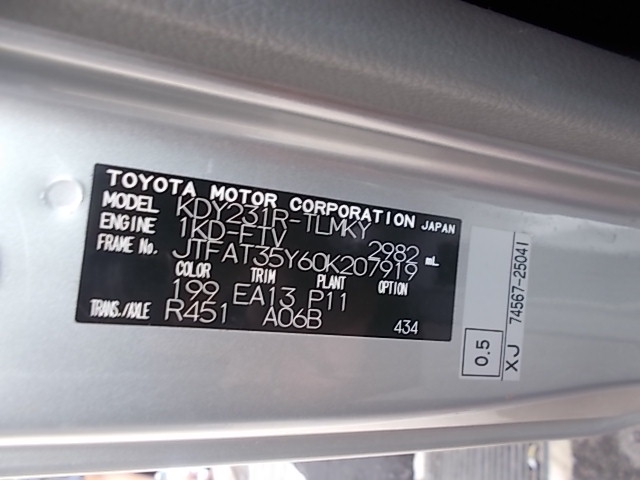 TOYOTA MOTOR CORPORATION JAPAN
MODEL KDY231R-TLMKY
ENGINE 1KD-FTV 2982 mL
FRAME No. JTFAT35Y60K207919
COLOR TRIM PLANT OPTION
199 EA13 P11
TRANS./AXLE R451 A06B 434
0.5
XJ 74567-25041